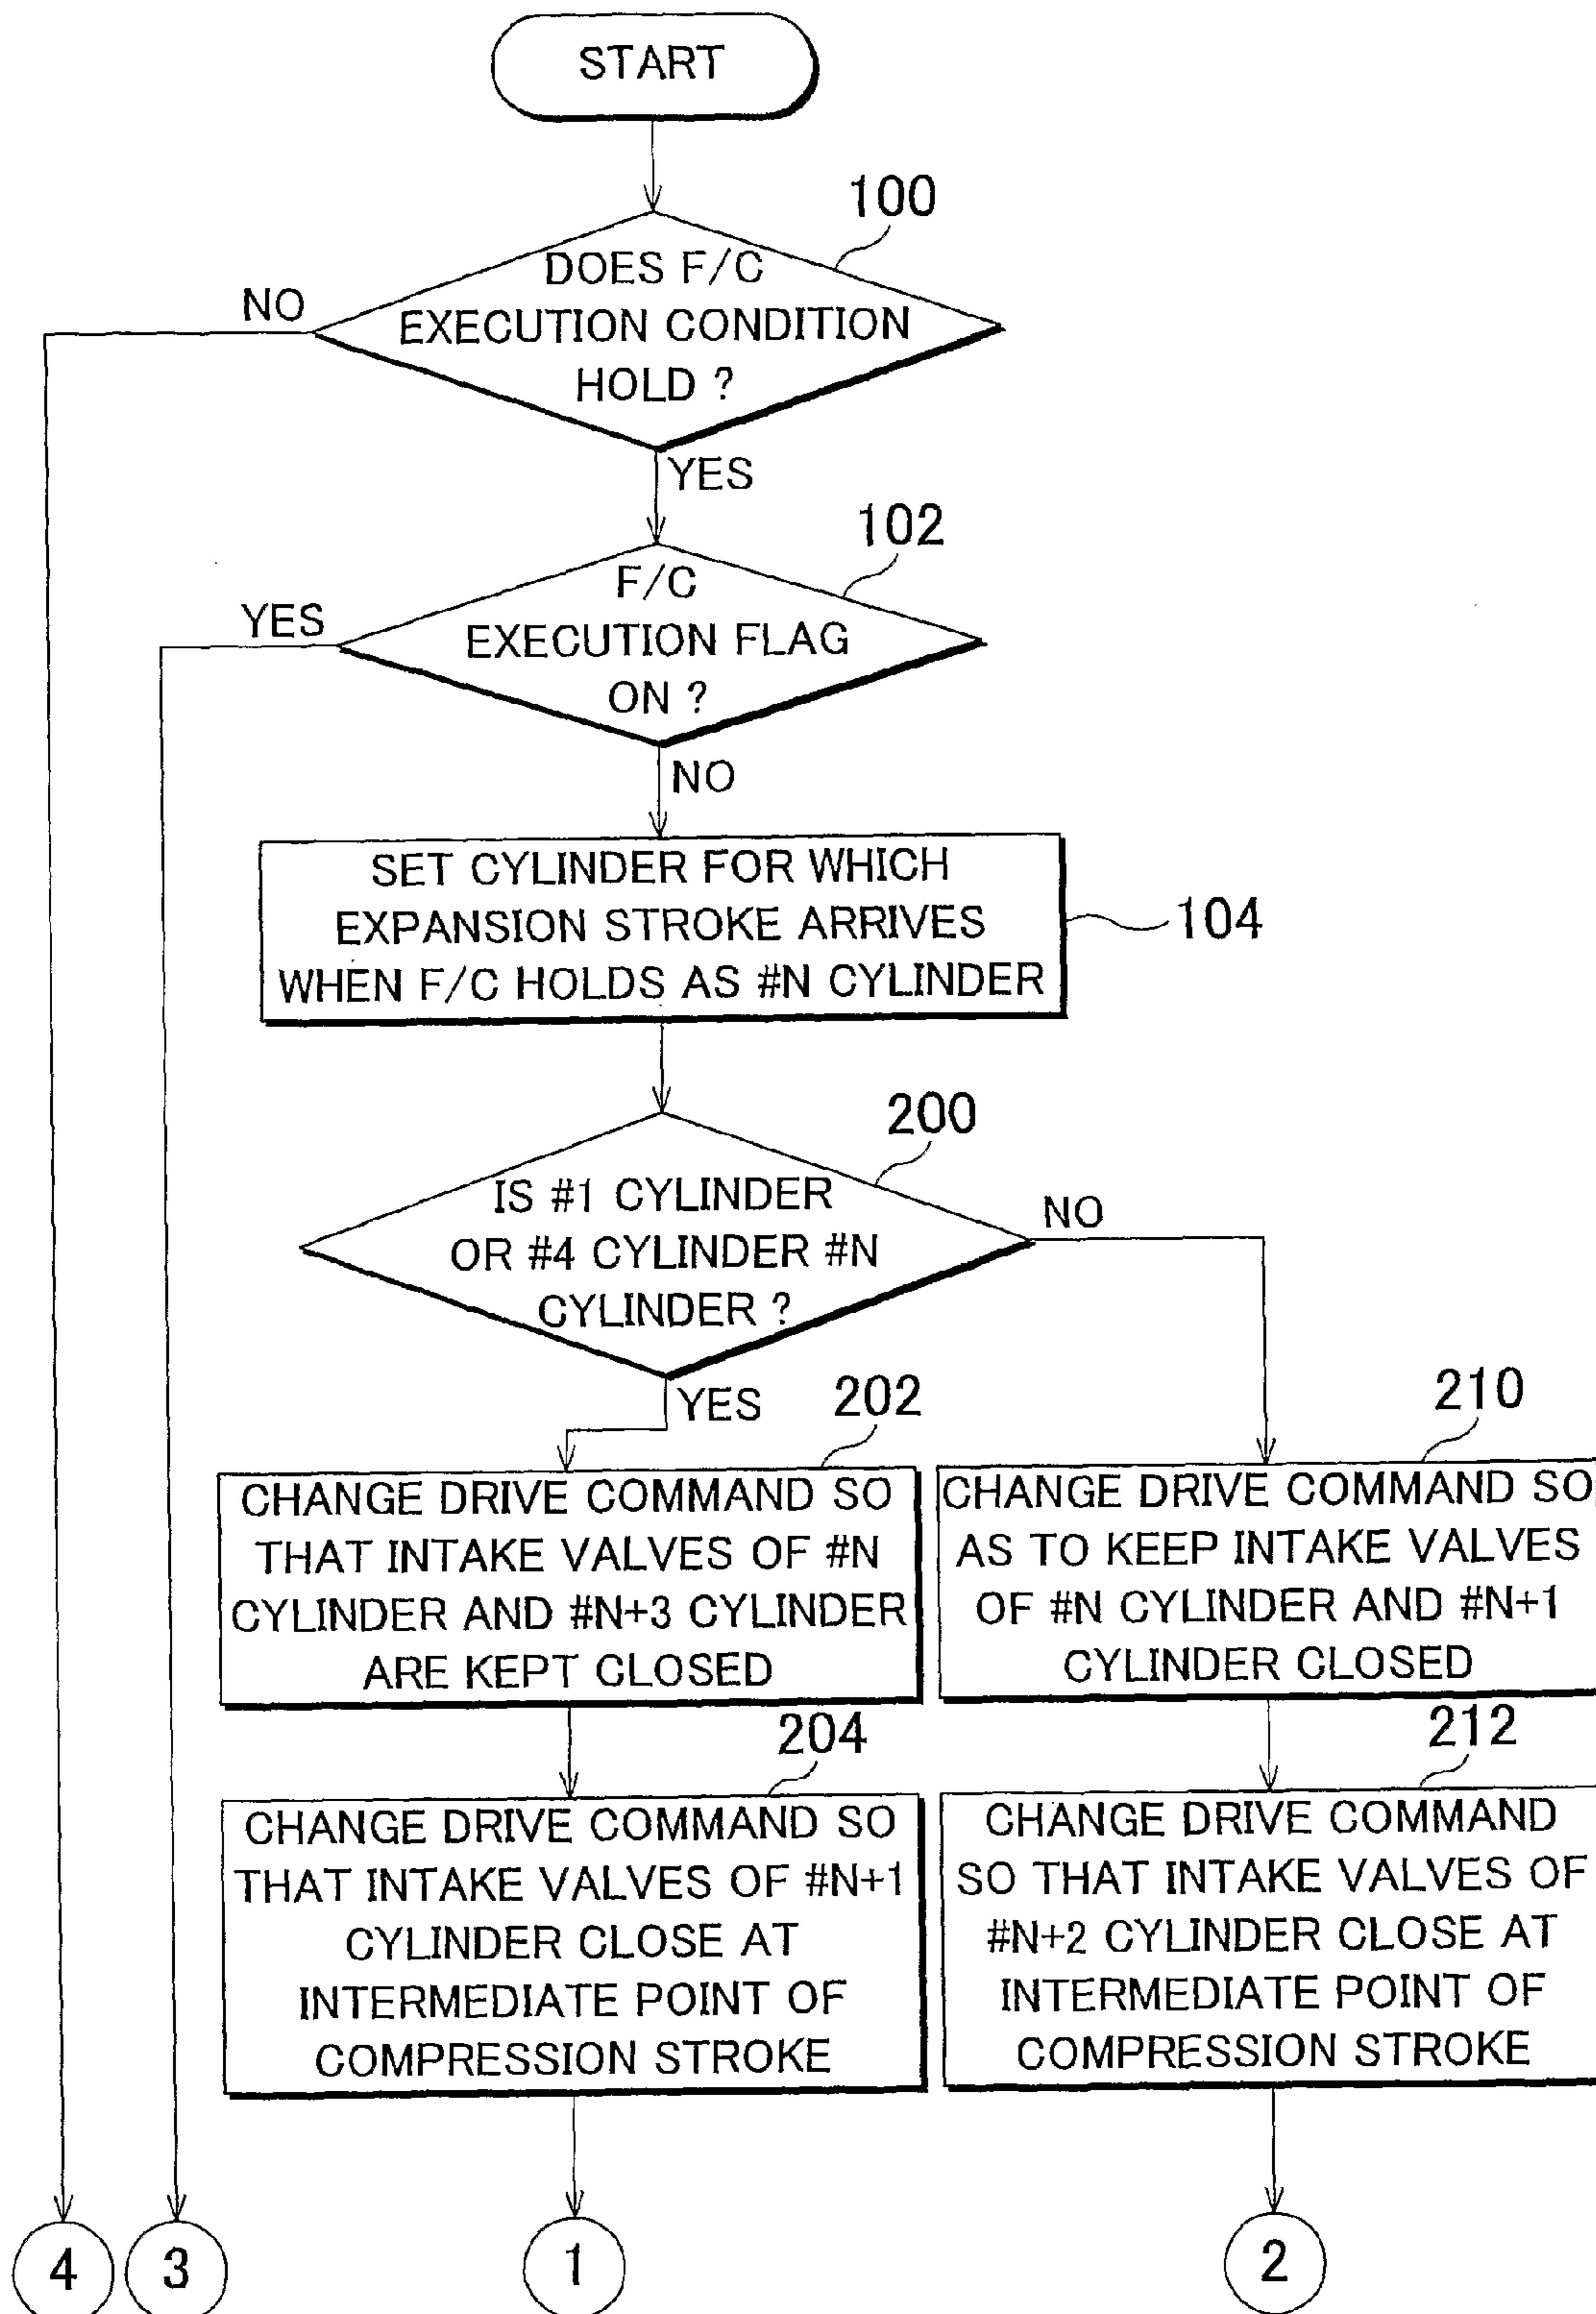 START
100
DOES F/C
EXECUTION CONDITION
HOLD ?
NO
YES
102
F/C
EXECUTION FLAG
ON ?
YES
NO
SET CYLINDER FOR WHICH
EXPANSION STROKE ARRIVES
WHEN F/C HOLDS AS #N CYLINDER
104
200
IS #1 CYLINDER
OR #4 CYLINDER #N
CYLINDER ?
NO
YES
202
CHANGE DRIVE COMMAND SO
THAT INTAKE VALVES OF #N
CYLINDER AND #N+3 CYLINDER
ARE KEPT CLOSED
210
CHANGE DRIVE COMMAND SO
AS TO KEEP INTAKE VALVES
OF #N CYLINDER AND #N+1
CYLINDER CLOSED
204
CHANGE DRIVE COMMAND SO
THAT INTAKE VALVES OF #N+1
CYLINDER CLOSE AT
INTERMEDIATE POINT OF
COMPRESSION STROKE
212
CHANGE DRIVE COMMAND
SO THAT INTAKE VALVES OF
#N+2 CYLINDER CLOSE AT
INTERMEDIATE POINT OF
COMPRESSION STROKE
4
3
1
2